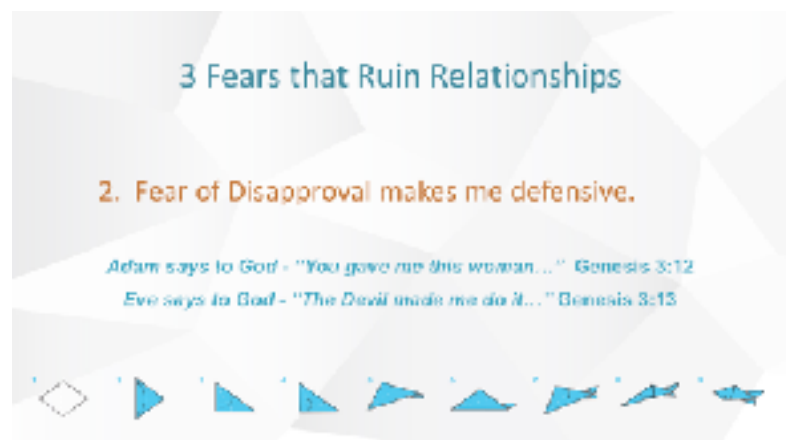 3 Fears that Ruin Relationships
2. Fear of Disapproval makes me defensive.
Adam says to God - "You gave me this woman..." Genesis 3:12
Eve says to God - "The Devil made me do it..." Genesis 3:13